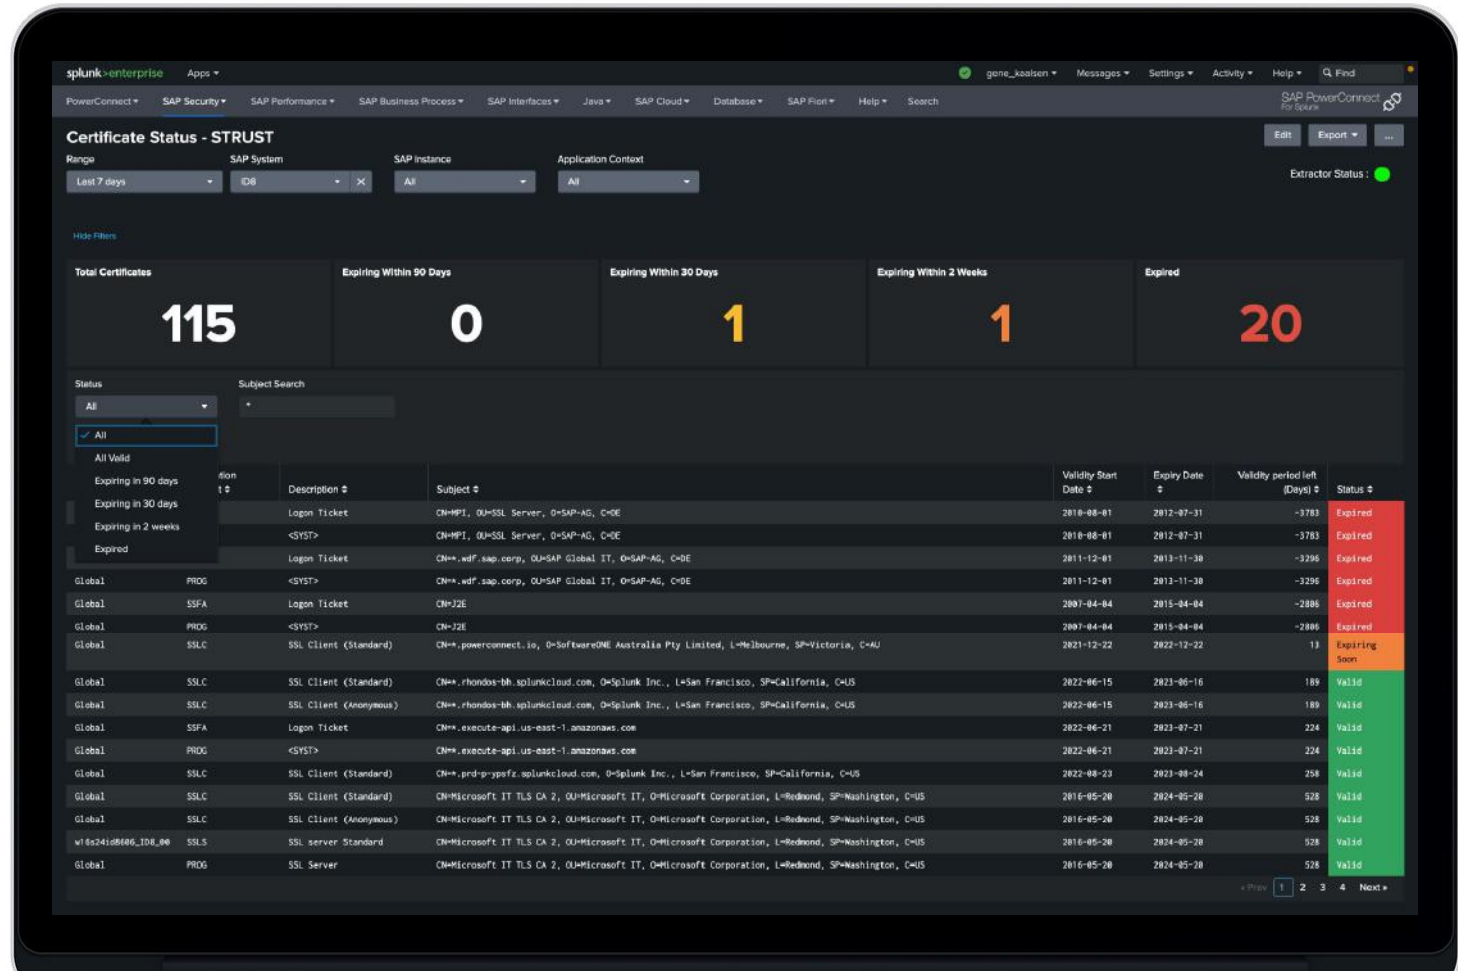 splunk>enterprise Apps gene_kaalsen Messages Settings Activity Help Find
PowerConnect SAP Security SAP Performance SAP Business Process SAP Interfaces Java SAP Cloud Database SAP Fiori Help Search SAP PowerConnect
For Splunk
Certificate Status - STRUST Edit Export ...
Range SAP System SAP Instance Application Context
Last 7 days ID8 All All Extractor Status :
Hide Filters
Total Certificates Expiring Within 90 Days Expiring Within 30 Days Expiring Within 2 Weeks Expired
115 0 1 1 20
Status Subject Search
All *
All
All Valid
Expiring in 90 days
Expiring in 30 days
Expiring in 2 weeks
Expired
Description Subject Validity Start Date Expiry Date Validity period left (Days) Status
Logon Ticket CN=MPI, OU=SSL Server, O=SAP-AG, C=DE 2010-08-01 2012-07-31 -3783 Expired
<SYST> CN=MPI, OU=SSL Server, O=SAP-AG, C=DE 2010-08-01 2012-07-31 -3783 Expired
Logon Ticket CN=*.wdf.sap.corp, OU=SAP Global IT, O=SAP-AG, C=DE 2011-12-01 2013-11-30 -3296 Expired
Global PROG <SYST> CN=*.wdf.sap.corp, OU=SAP Global IT, O=SAP-AG, C=DE 2011-12-01 2013-11-30 -3296 Expired
Global SSFA Logon Ticket CN=J2E 2007-04-04 2015-04-04 -2806 Expired
Global PROG <SYST> CN=J2E 2007-04-04 2015-04-04 -2806 Expired
Global SSLC SSL Client (Standard) CN=*.powerconnect.io, O=SoftwareONE Australia Pty Limited, L=Melbourne, SP=Victoria, C=AU 2021-12-22 2022-12-22 13 Expiring Soon
Global SSLC SSL Client (Standard) CN=*.rhondos-bh.splunkcloud.com, O=Splunk Inc., L=San Francisco, SP=California, C=US 2022-06-15 2023-06-16 189 Valid
Global SSLC SSL Client (Anonymous) CN=*.rhondos-bh.splunkcloud.com, O=Splunk Inc., L=San Francisco, SP=California, C=US 2022-06-15 2023-06-16 189 Valid
Global SSFA Logon Ticket CN=*.execute-api.us-east-1.amazonaws.com 2022-06-21 2023-07-21 224 Valid
Global PROG <SYST> CN=*.execute-api.us-east-1.amazonaws.com 2022-06-21 2023-07-21 224 Valid
Global SSLC SSL Client (Standard) CN=*.prd-p-ypsfz.splunkcloud.com, O=Splunk Inc., L=San Francisco, SP=California, C=US 2022-08-23 2023-08-24 258 Valid
Global SSLC SSL Client (Standard) CN=Microsoft IT TLS CA 2, OU=Microsoft IT, O=Microsoft Corporation, L=Redmond, SP=Washington, C=US 2016-05-20 2024-05-20 528 Valid
Global SSLC SSL Client (Anonymous) CN=Microsoft IT TLS CA 2, OU=Microsoft IT, O=Microsoft Corporation, L=Redmond, SP=Washington, C=US 2016-05-20 2024-05-20 528 Valid
SSLS SSL server Standard CN=Microsoft IT TLS CA 2, OU=Microsoft IT, O=Microsoft Corporation, L=Redmond, SP=Washington, C=US 2016-05-20 2024-05-20 528 Valid
Global PROG SSL Server CN=Microsoft IT TLS CA 2, OU=Microsoft IT, O=Microsoft Corporation, L=Redmond, SP=Washington, C=US 2016-05-20 2024-05-20 528 Valid
« Prev 1 2 3 4 Next »